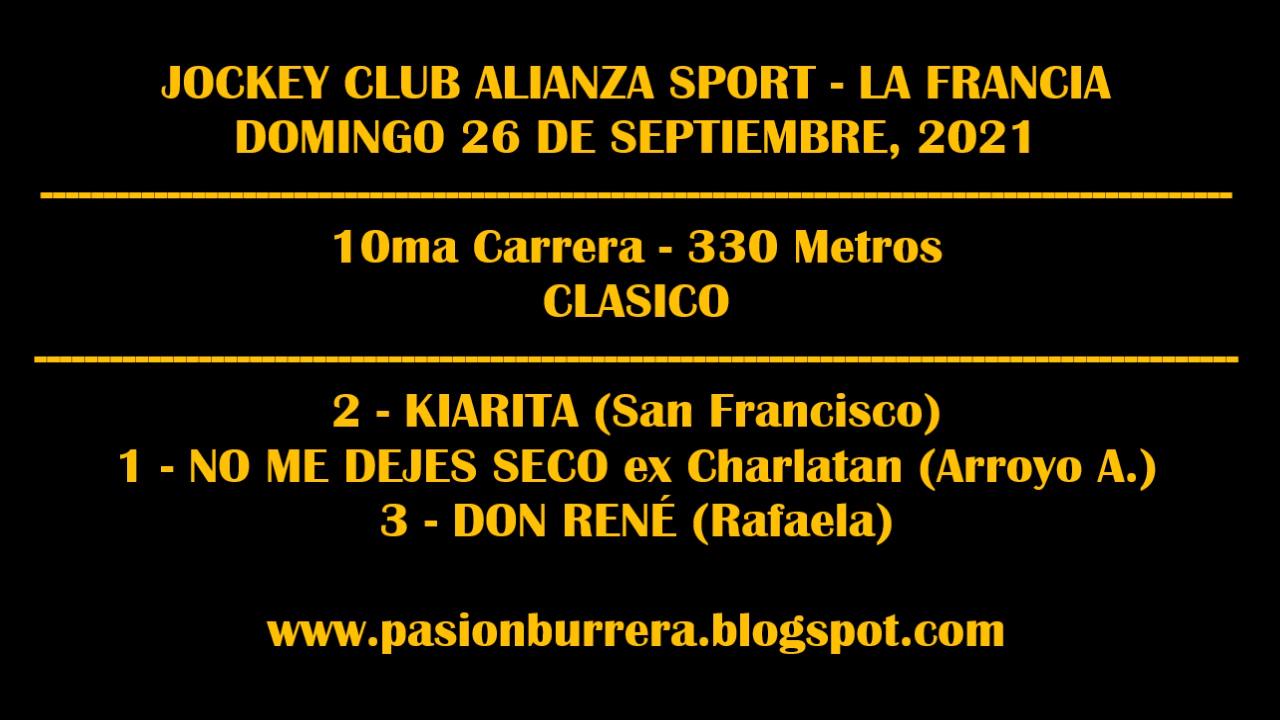 JOCKEY CLUB ALIANZA SPORT - LA FRANCIA
DOMINGO 26 DE SEPTIEMBRE, 2021
10ma Carrera - 330 Metros
CLASICO
2 - KIARITA (San Francisco)
1 - NO ME DEJES SECO ex Charlatan (Arroyo A.)
3 - DON RENÉ (Rafaela)
www.pasionburrera.blogspot.com